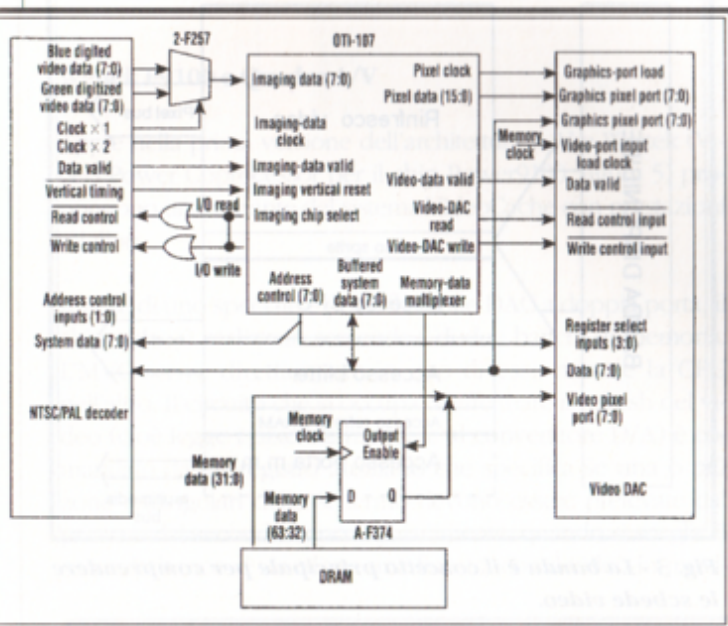 2-F257
OTI-107
Blue digited
video data (7:0)
Green digitized
video data (7:0)
Clock × 1
Clock × 2
Data valid
Vertical timing
Read control
Write control
Address control
inputs (1:0)
System data (7:0)
NTSC/PAL decoder
I/O read
I/O write
Imaging data (7:0)
Imaging-data
clock
Imaging-data valid
Imaging vertical reset
Imaging chip select
Address
control (7:0)
Buffered
system
data (7:0)
Memory-data
multiplexer
Pixel clock
Pixel data (15:0)
Video-data valid
Video-DAC
read
Video-DAC write
Memory
clock
Graphics-port load
Graphics pixel port (7:0)
Graphics pixel port (7:0)
Video-port input
load clock
Data valid
Read control input
Write control input
Register select
inputs (3:0)
Data (7:0)
Video pixel
port (7:0)
Video DAC
Memory
clock
Output
Enable
Memory
data (31:0)
D
Q
Memory
data
(63:32)
A-F374
DRAM